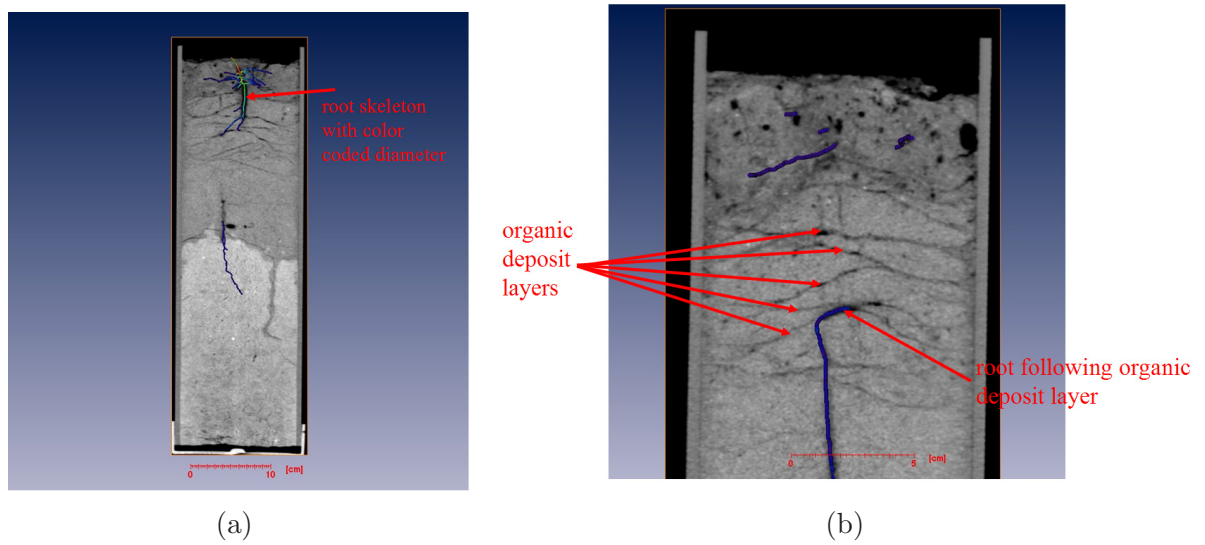 root skeleton
with color
coded diameter
0
10
[cm]
(a)
organic
deposit
layers
root following organic
deposit layer
0
5
[cm]
(b)